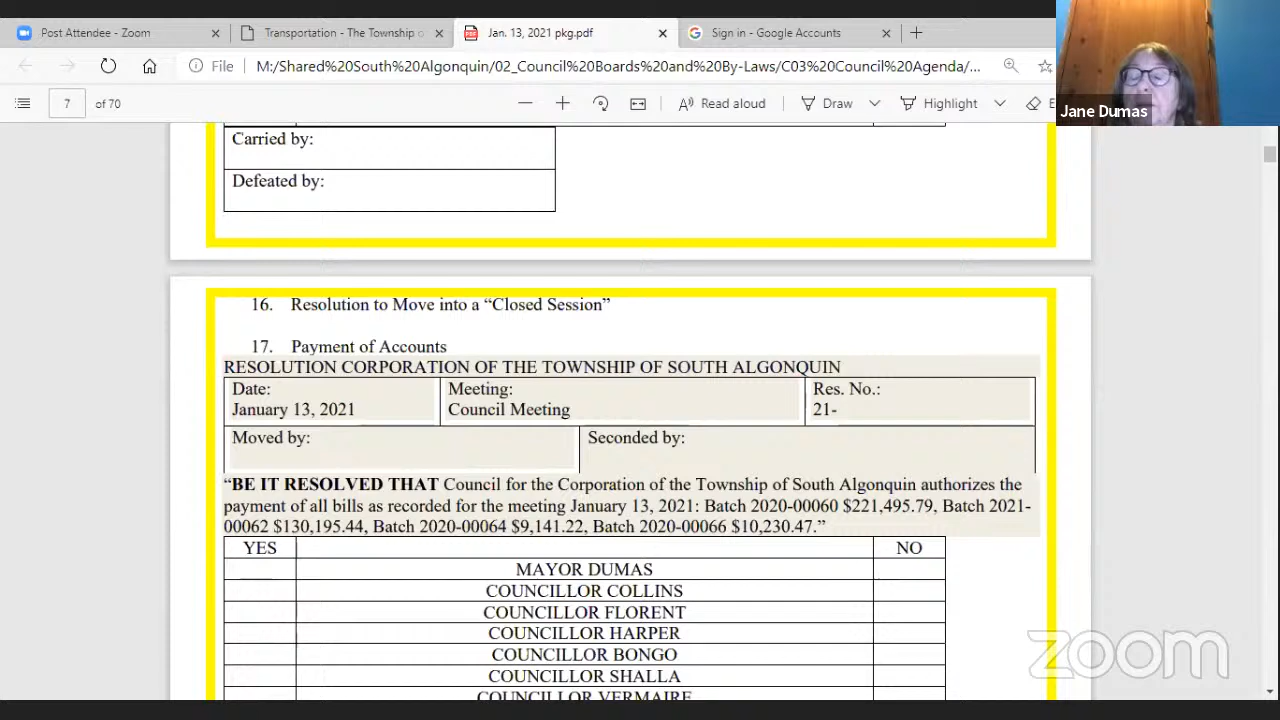 Post Attendee - Zoom
Transportation - The Township o
Jan. 13, 2021 pkg.pdf
Sign in - Google Accounts
File
M:/Shared%20South%20Algonquin/02_Council%20Boards%20and%20By-Laws/C03%20Council%20Agenda/...
7 of 70
Read aloud
Draw
Highlight
E
Jane Dumas
Carried by:
Defeated by:
16. Resolution to Move into a “Closed Session”
17. Payment of Accounts
RESOLUTION CORPORATION OF THE TOWNSHIP OF SOUTH ALGONQUIN
Date: Meeting: Res. No.:
January 13, 2021 Council Meeting 21-
Moved by: Seconded by:
“BE IT RESOLVED THAT Council for the Corporation of the Township of South Algonquin authorizes the
payment of all bills as recorded for the meeting January 13, 2021: Batch 2020-00060 $221,495.79, Batch 2021-
00062 $130,195.44, Batch 2020-00064 $9,141.22, Batch 2020-00066 $10,230.47.”
YES NO
MAYOR DUMAS
COUNCILLOR COLLINS
COUNCILLOR FLORENT
COUNCILLOR HARPER
COUNCILLOR BONGO
COUNCILLOR SHALLA
COUNCILLOR VERMAIRE
zoom